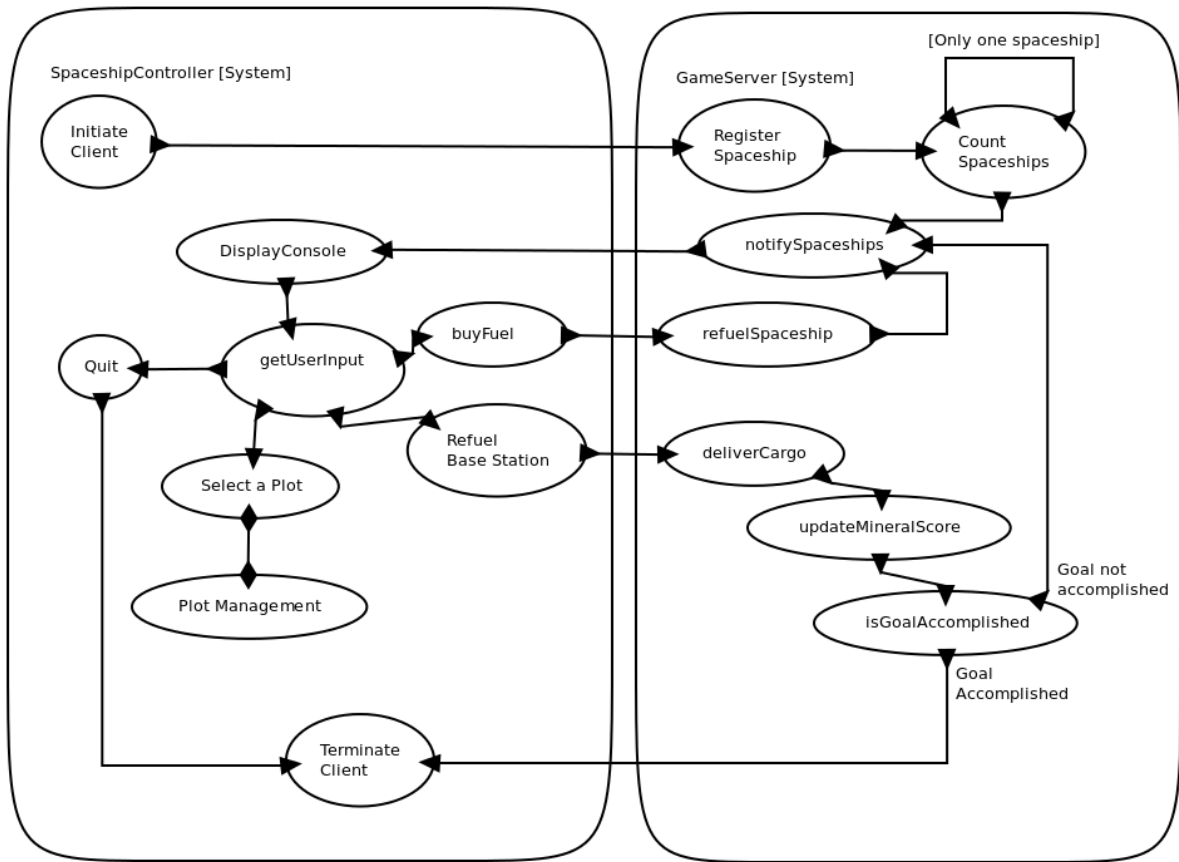 [Only one spaceship]
SpaceshipController [System]
GameServer [System]
Initiate
Client
Register
Spaceship
Count
Spaceships
DisplayConsole
notifySpaceships
buyFuel
refuelSpaceship
getUserInput
Quit
Refuel
Base Station
deliverCargo
Select a Plot
updateMineralScore
Plot Management
Goal not
accomplished
isGoalAccomplished
Goal
Accomplished
Terminate
Client